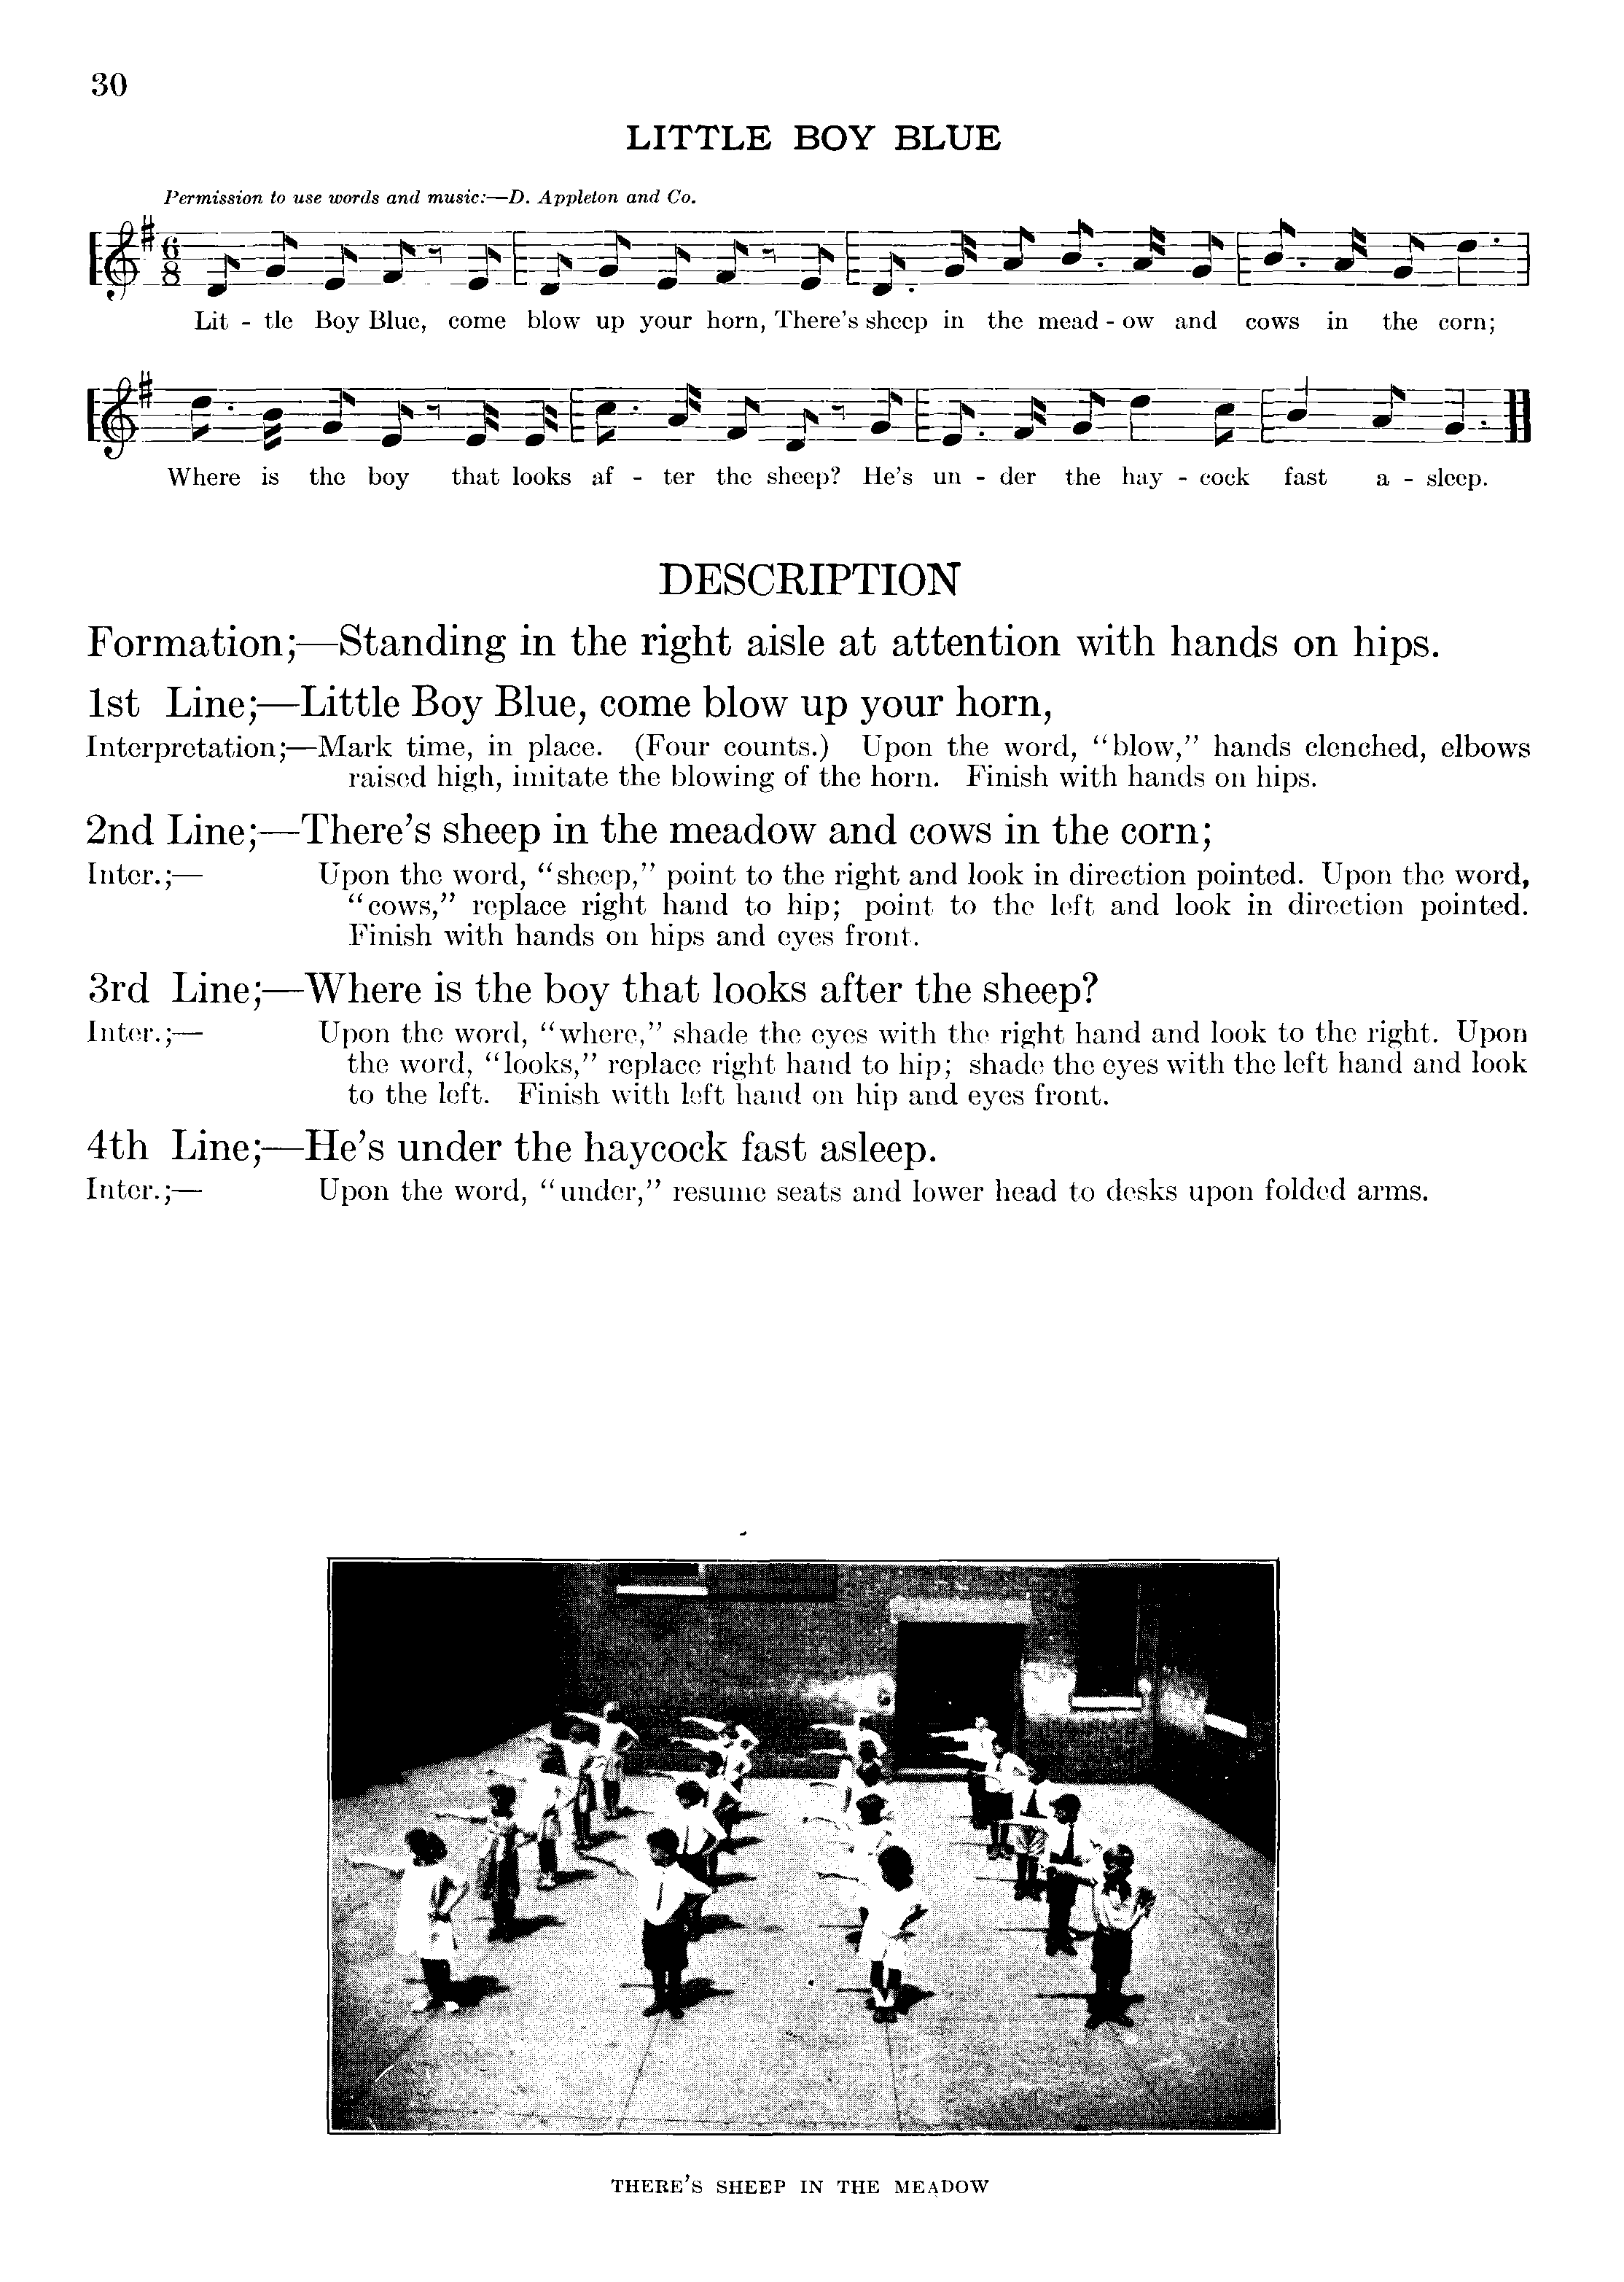 30
LITTLE BOY BLUE
Permission to use words and music:—D. Appleton and Co.
6
8
Lit - tle Boy Blue, come blow up your horn, There's sheep in the mead - ow and cows in the corn;
Where is the boy that looks af - ter the sheep? He's un - der the hay - cock fast a - sleep.
DESCRIPTION
Formation;—Standing in the right aisle at attention with hands on hips.
1st Line;—Little Boy Blue, come blow up your horn,
Interpretation;—Mark time, in place. (Four counts.) Upon the word, “blow,” hands clenched, elbows
raised high, imitate the blowing of the horn. Finish with hands on hips.
2nd Line;—There's sheep in the meadow and cows in the corn;
Inter.;— Upon the word, “sheep,” point to the right and look in direction pointed. Upon the word,
“cows,” replace right hand to hip; point to the left and look in direction pointed.
Finish with hands on hips and eyes front.
3rd Line;—Where is the boy that looks after the sheep?
Inter.;— Upon the word, “where,” shade the eyes with the right hand and look to the right. Upon
the word, “looks,” replace right hand to hip; shade the eyes with the left hand and look
to the left. Finish with left hand on hip and eyes front.
4th Line;—He's under the haycock fast asleep.
Inter.;— Upon the word, “under,” resume seats and lower head to desks upon folded arms.
THERE'S SHEEP IN THE MEADOW